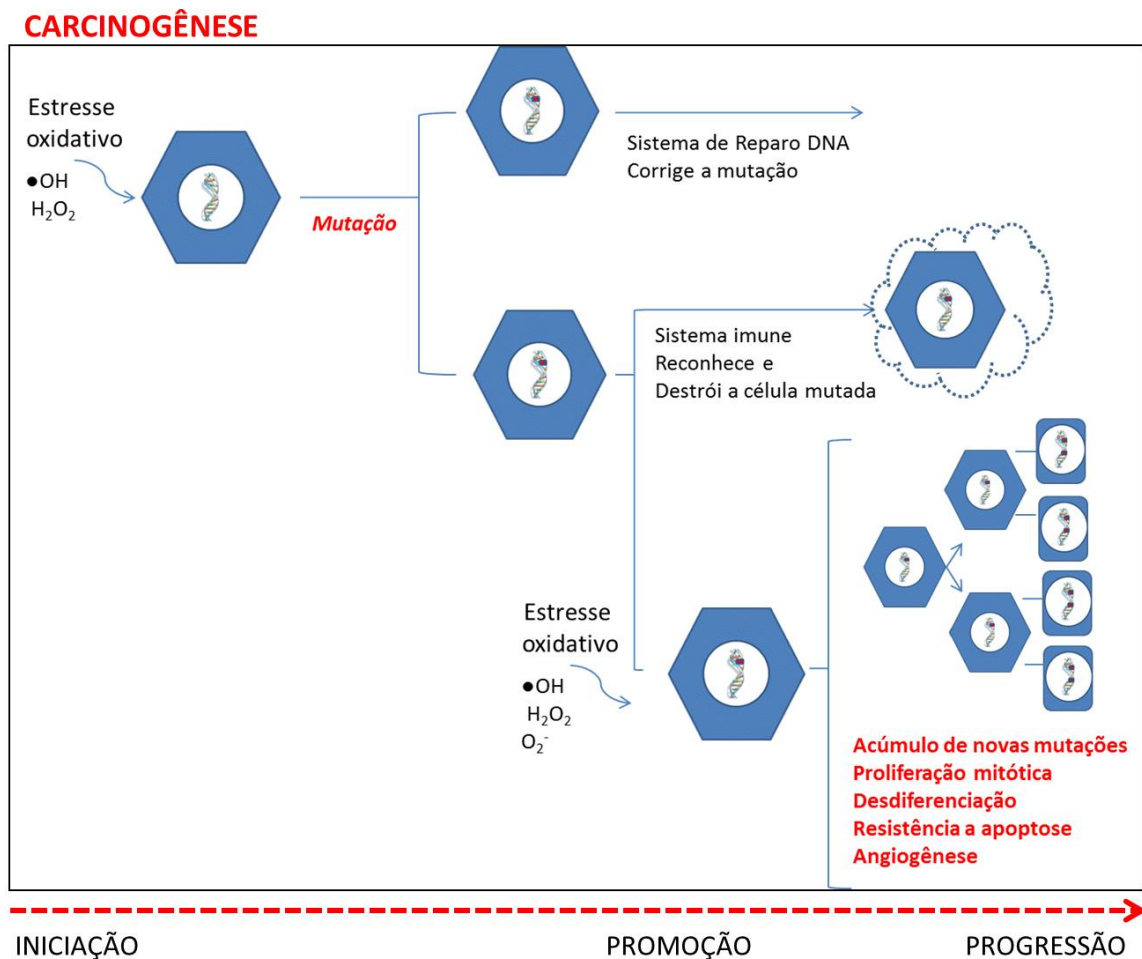 CARCINOGÊNESE
Estresse
oxidativo
●OH
H₂O₂
Mutação
Sistema de Reparo DNA
Corrige a mutação
Sistema imune
Reconhece e
Destrói a célula mutada
Estresse
oxidativo
●OH
H₂O₂
O₂⁻
Acúmulo de novas mutações
Proliferação mitótica
Desdiferenciação
Resistência a apoptose
Angiogênese
INICIAÇÃO PROMOÇÃO PROGRESSÃO